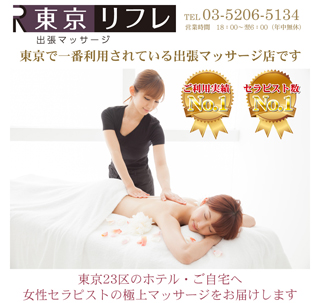 R 東京 リフレ
出張マッサージ
TEL 03-5206-5134
営業時間 18:00〜翌6:00(年中無休)
東京で一番利用されている出張マッサージ店です
ご利用実績
No.1
セラピスト数
No.1
東京23区のホテル・ご自宅へ
女性セラピストの極上マッサージをお届けします